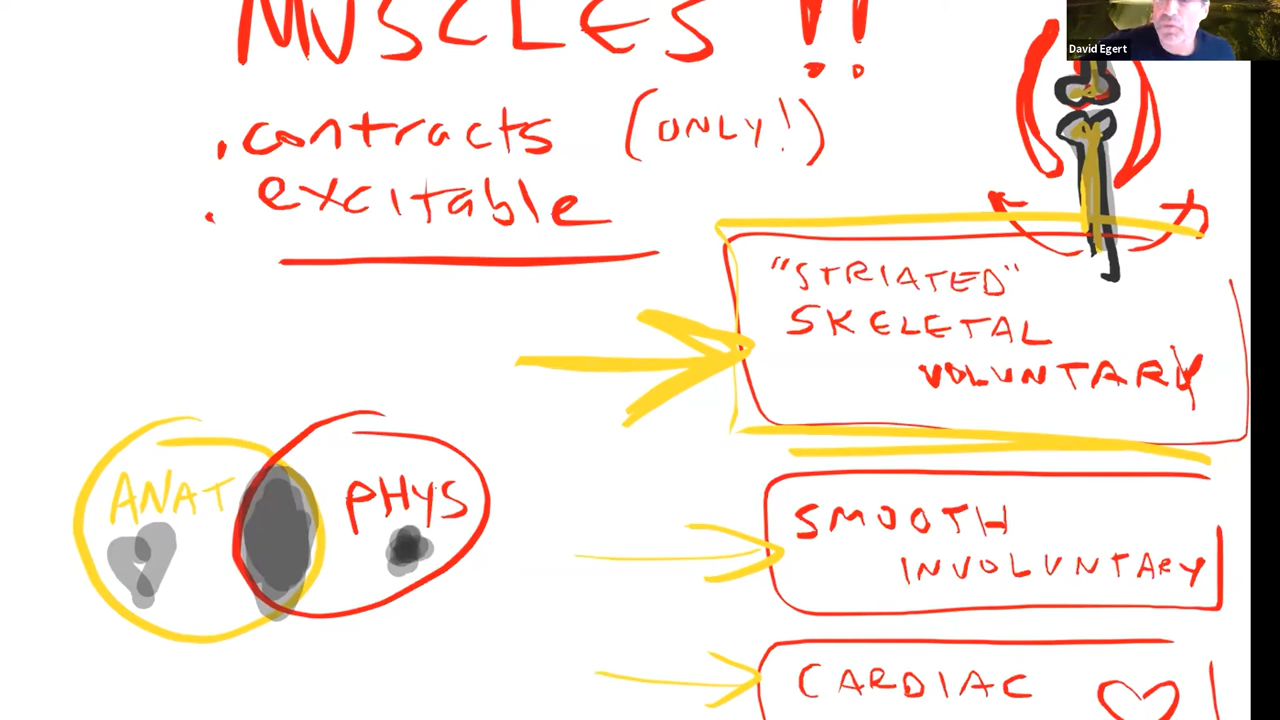 MUSCLES !!
David Egert
. contracts (ONLY!)
. excitable
"STRIATED"
SKELETAL
VOLUNTARY
ANAT PHYS
SMOOTH
INVOLUNTARY
CARDIAC